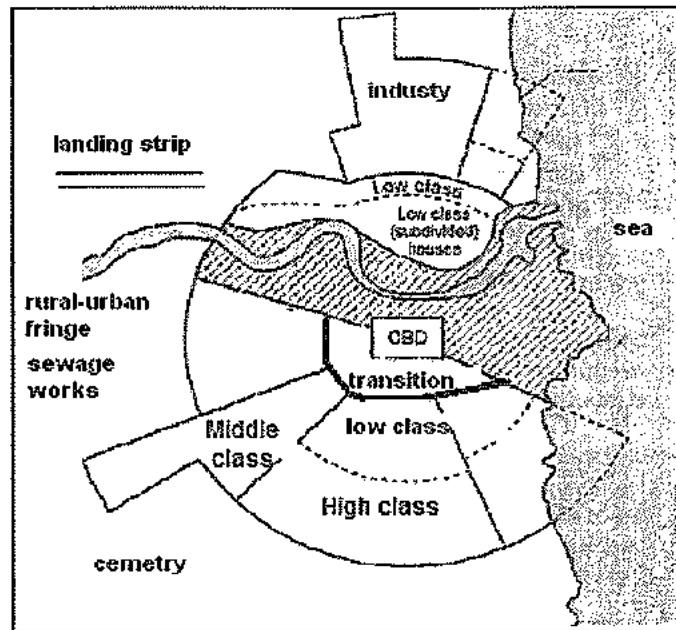 industy
landing strip
Low class
Low class
(subdivided)
houses
sea
rural-urban
fringe
sewage
works
CBD
transition
Middle
class
low class
High class
cemetry